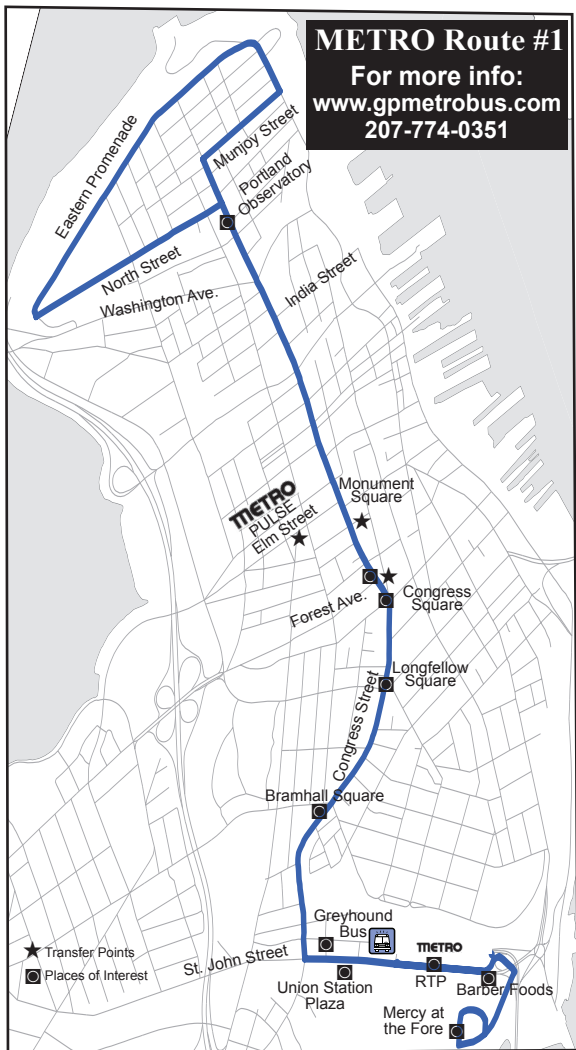 METRO Route #1
For more info:
www.gpmetrobus.com
207-774-0351
Eastern Promenade
Munjoy Street
Portland
Observatory
North Street
Washington Ave.
India Street
METRO
PULSE
Elm Street
Monument
Square
Forest Ave.
Congress
Square
Longfellow
Square
Congress Street
Bramhall Square
Greyhound
Bus
METRO
RTP
St. John Street
Union Station
Plaza
Barber Foods
Mercy at
the Fore
Transfer Points
Places of Interest